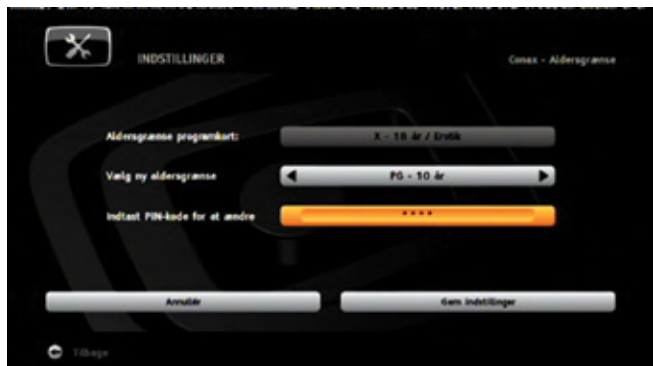 INDSTILLINGER
Conax - Aldersgrænse
Aldersgrænse programkort:
X - 18 år / Erotik
Vælg ny aldersgrænse
PG - 10 år
Indtast PIN-kode for at ændre
****
Annullér
Gem indstillinger
Tilbage